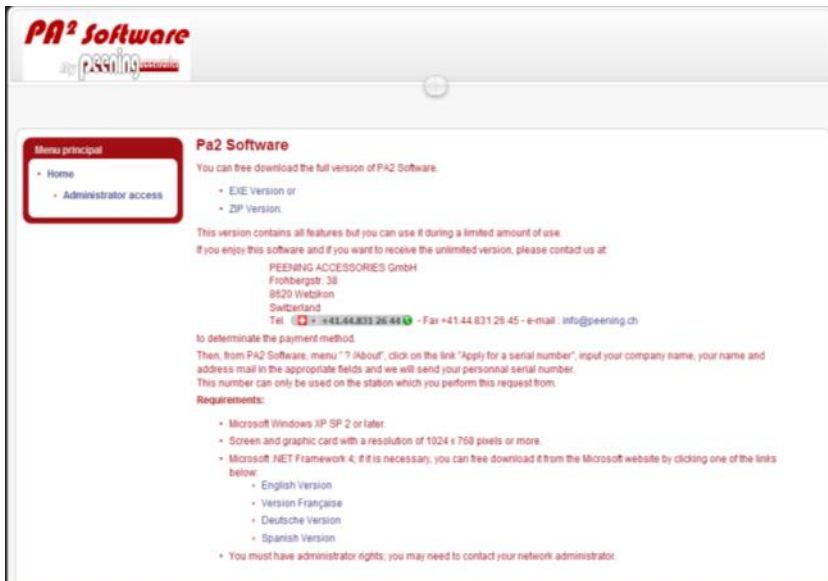 PA² Software
By peening accessories
Menu principal
Home
Administrator access
Pa2 Software
You can free download the full version of PA2 Software.
EXE Version or
ZIP Version.
This version contains all features but you can use it during a limited amount of use.
If you enjoy this software and if you want to receive the unlimited version, please contact us at:
PEENING ACCESSORIES GmbH
Frohbergstr. 38
8620 Wetzikon
Switzerland
Tel. +41.44.831 26 44 - Fax +41.44.831 26 45 - e-mail : info@peening.ch
to determinate the payment method.
Then, from PA2 Software, menu " ? /About", click on the link "Apply for a serial number", input your company name, your name and
address mail in the appropriate fields and we will send your personnal serial number.
This number can only be used on the station which you perform this request from.
Requirements:
Microsoft Windows XP SP 2 or later.
Screen and graphic card with a resolution of 1024 x 768 pixels or more.
Microsoft .NET Framework 4; if it is necessary, you can free download it from the Microsoft website by clicking one of the links
below:
English Version
Version Française
Deutsche Version
Spanish Version
You must have administrator rights; you may need to contact your network administrator.